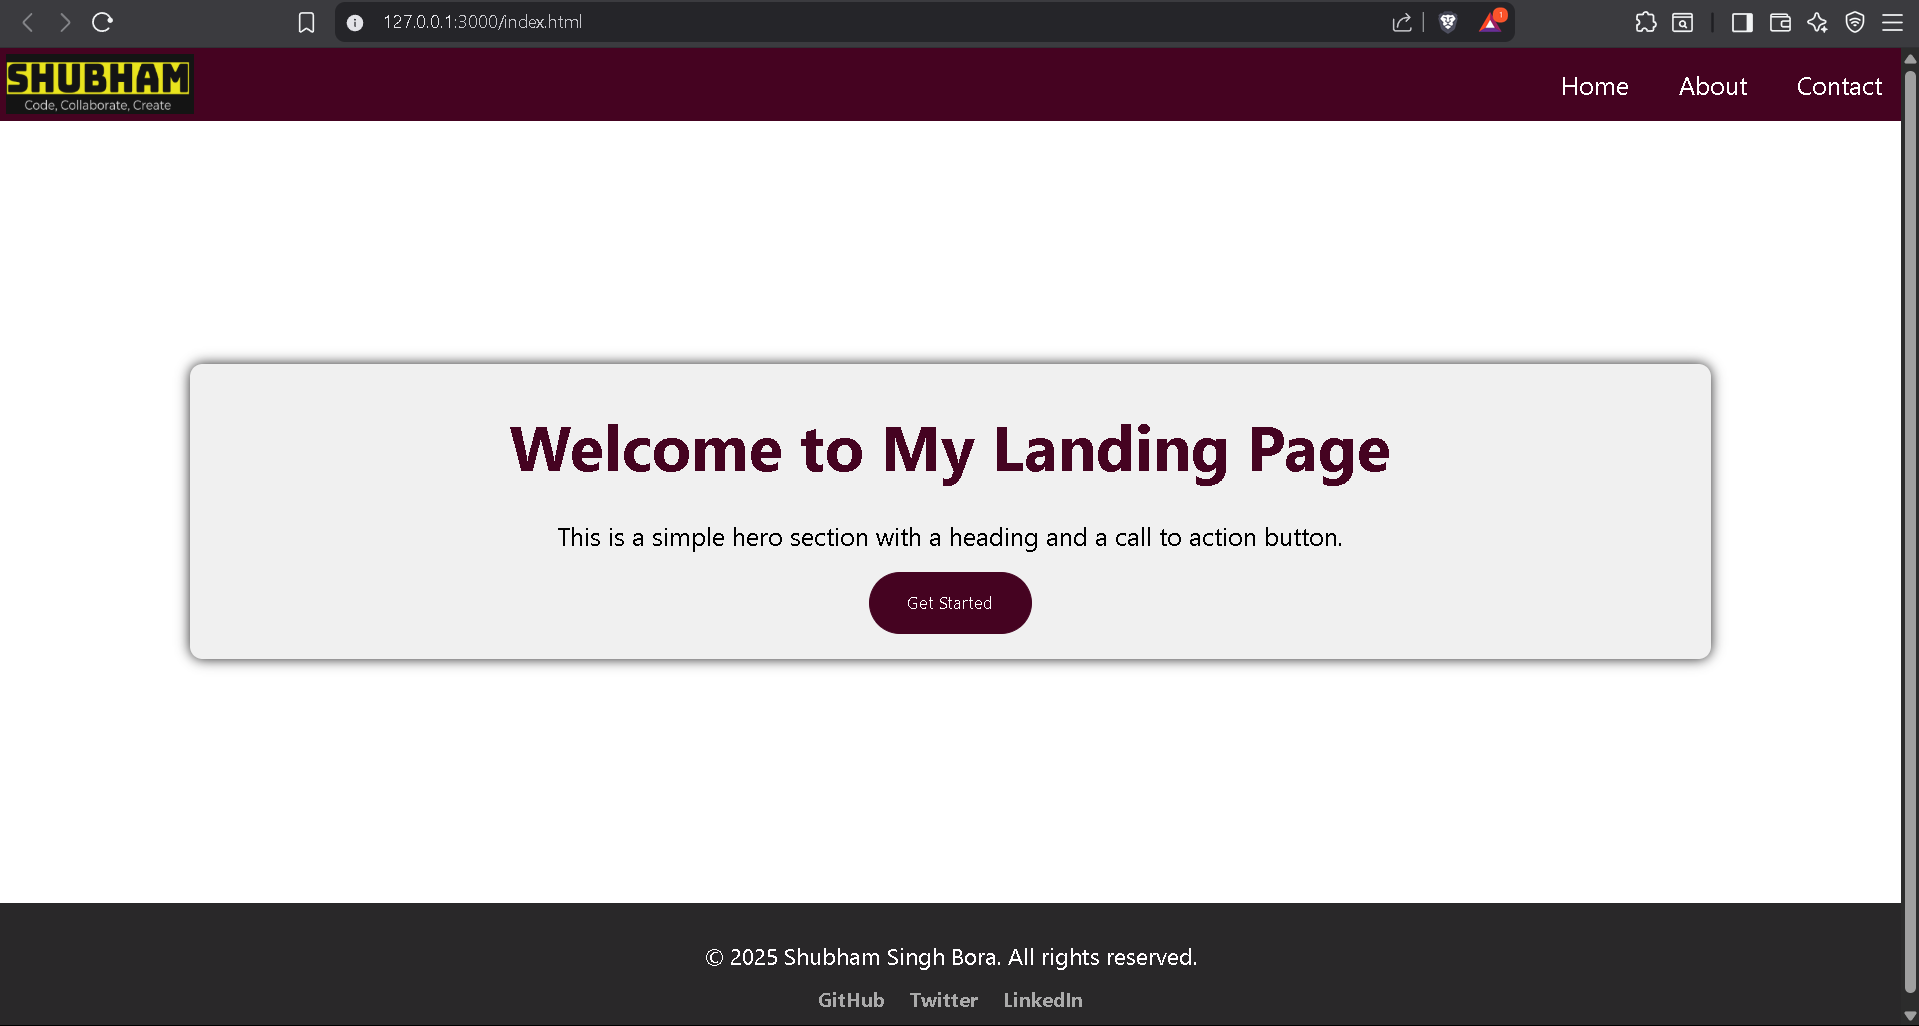 127.0.0.1:3000/index.html
1
SHUBHAM
Code, Collaborate, Create
Home About Contact
Welcome to My Landing Page
This is a simple hero section with a heading and a call to action button.
Get Started
© 2025 Shubham Singh Bora. All rights reserved.
GitHub Twitter LinkedIn